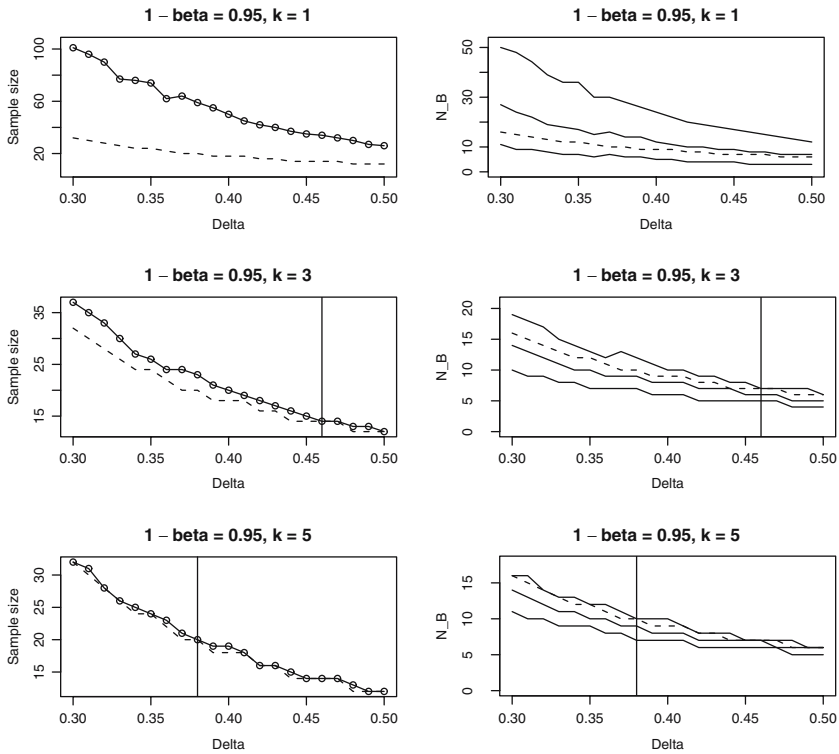 1 – beta = 0.95, k = 1
Sample size
100
60
20
0.30 0.35 0.40 0.45 0.50
Delta
1 – beta = 0.95, k = 1
N_B
50
30
10
0
0.30 0.35 0.40 0.45 0.50
Delta
1 – beta = 0.95, k = 3
Sample size
35
25
15
0.30 0.35 0.40 0.45 0.50
Delta
1 – beta = 0.95, k = 3
N_B
20
15
10
5
0
0.30 0.35 0.40 0.45 0.50
Delta
1 – beta = 0.95, k = 5
Sample size
30
25
20
15
0.30 0.35 0.40 0.45 0.50
Delta
1 – beta = 0.95, k = 5
N_B
15
10
5
0
0.30 0.35 0.40 0.45 0.50
Delta